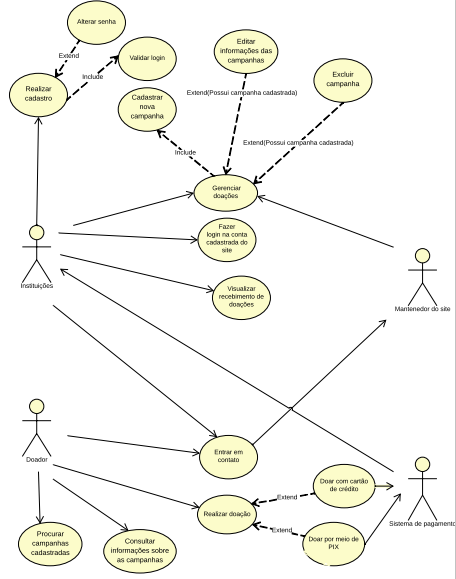 Alterar senha
Extend
Validar login
Include
Realizar
cadastro
Cadastrar
nova
campanha
Editar
informações das
campanhas
Excluir
campanha
Extend(Possui campanha cadastrada)
Extend(Possui campanha cadastrada)
Include
Gerenciar
doações
Fazer
login na conta
cadastrada do
site
Visualizar
recebimento de
doações
Instituições
Mantenedor do site
Doador
Entrar em
contato
Realizar doação
Extend
Doar com cartão
de crédito
Extend
Doar por meio de
PIX
Sistema de pagamento
Procurar
campanhas
cadastradas
Consultar
informações sobre
as campanhas